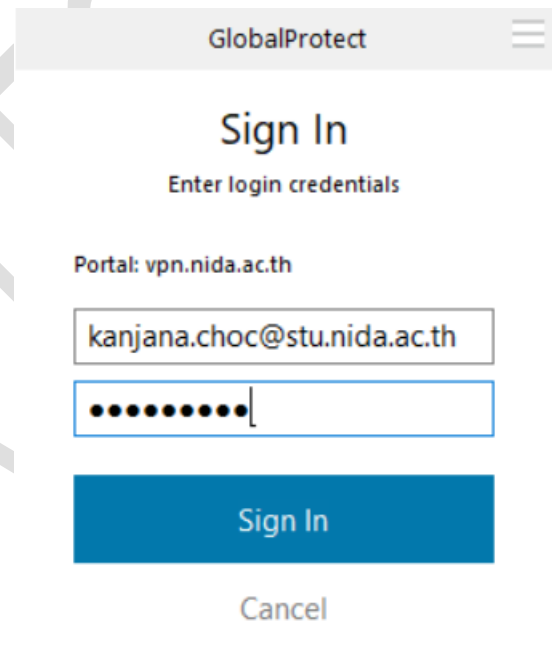 GlobalProtect
Sign In
Enter login credentials
Portal: vpn.nida.ac.th
kanjana.choc@stu.nida.ac.th
●●●●●●●●●
Sign In
Cancel